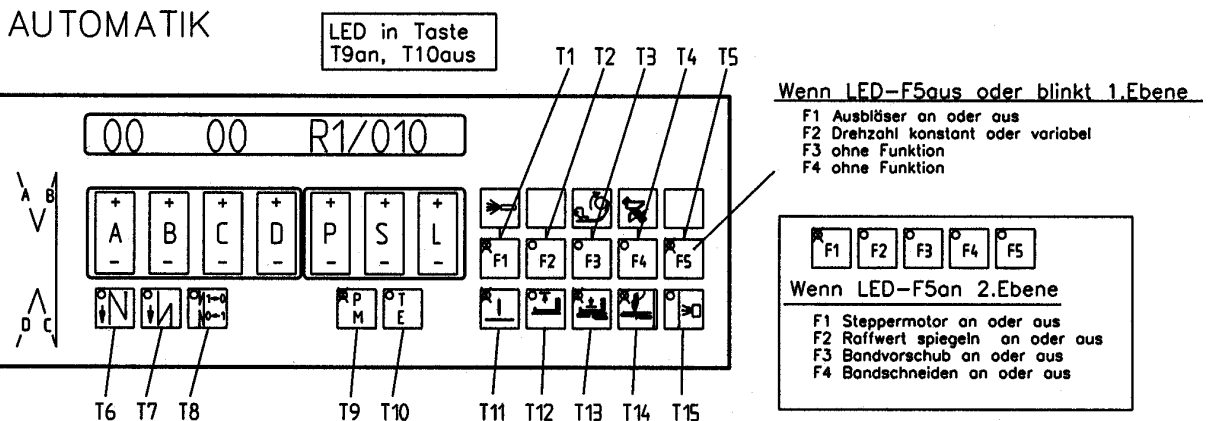 AUTOMATIK
LED in Taste
T9an, T10aus
T1 T2 T3 T4 T5
00 00 R1/010
A B
D C
+ + + + + + +
A B C D P S L
- - - - - - -
F1 F2 F3 F4 F5
1→0
0→1
P
M
T
E
T6 T7 T8 T9 T10 T11 T12 T13 T14 T15
Wenn LED-F5aus oder blinkt 1.Ebene
F1 Ausbläser an oder aus
F2 Drehzahl konstant oder variabel
F3 ohne Funktion
F4 ohne Funktion
F1 F2 F3 F4 F5
Wenn LED-F5an 2.Ebene
F1 Steppermotor an oder aus
F2 Raffwert spiegeln an oder aus
F3 Bandvorschub an oder aus
F4 Bandschneiden an oder aus